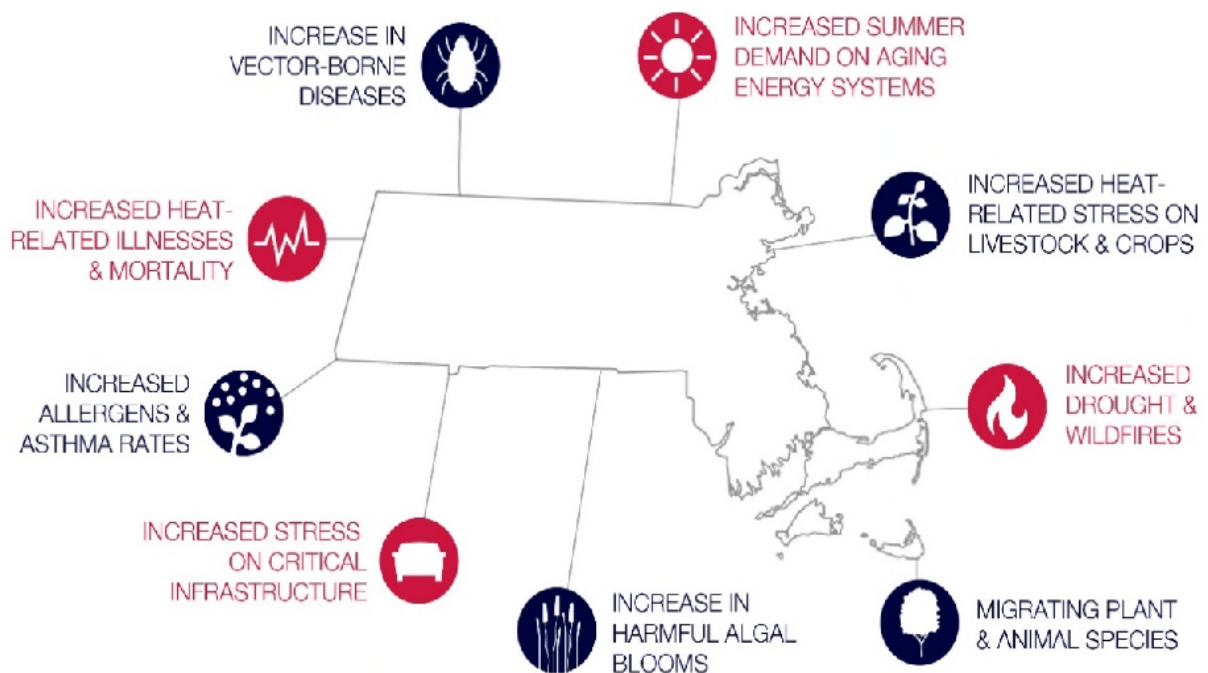 INCREASE IN
VECTOR-BORNE
DISEASES
INCREASED SUMMER
DEMAND ON AGING
ENERGY SYSTEMS
INCREASED HEAT-
RELATED ILLNESSES
& MORTALITY
INCREASED HEAT-
RELATED STRESS ON
LIVESTOCK & CROPS
INCREASED
ALLERGENS &
ASTHMA RATES
INCREASED
DROUGHT &
WILDFIRES
INCREASED STRESS
ON CRITICAL
INFRASTRUCTURE
INCREASE IN
HARMFUL ALGAL
BLOOMS
MIGRATING PLANT
& ANIMAL SPECIES